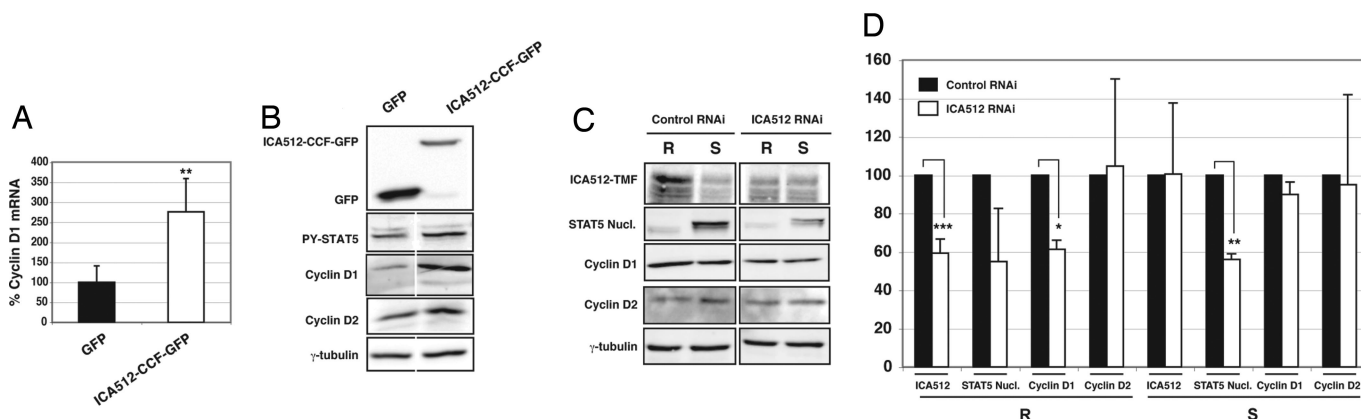 A
% Cyclin D1 mRNA
400
350
300
250
200
150
100
50
0
**
GFP
ICA512-CCF-GFP
B
GFP
ICA512-CCF-GFP
ICA512-CCF-GFP
GFP
PY-STAT5
Cyclin D1
Cyclin D2
γ-tubulin
C
Control RNAi
ICA512 RNAi
R
S
R
S
ICA512-TMF
STAT5 Nucl.
Cyclin D1
Cyclin D2
γ-tubulin
D
160
140
120
100
80
60
40
20
0
Control RNAi
ICA512 RNAi
***
*
**
ICA512
STAT5 Nucl.
Cyclin D1
Cyclin D2
ICA512
STAT5 Nucl.
Cyclin D1
Cyclin D2
R
S